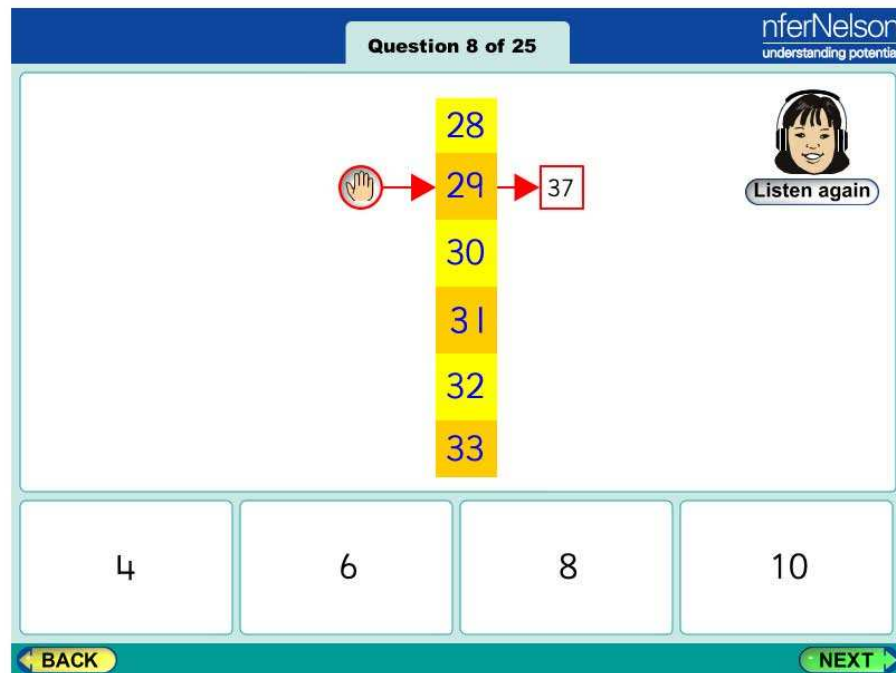 nferNelson
understanding potential
Question 8 of 25
28
29 37
30
31
32
33
Listen again
4 6 8 10
BACK NEXT